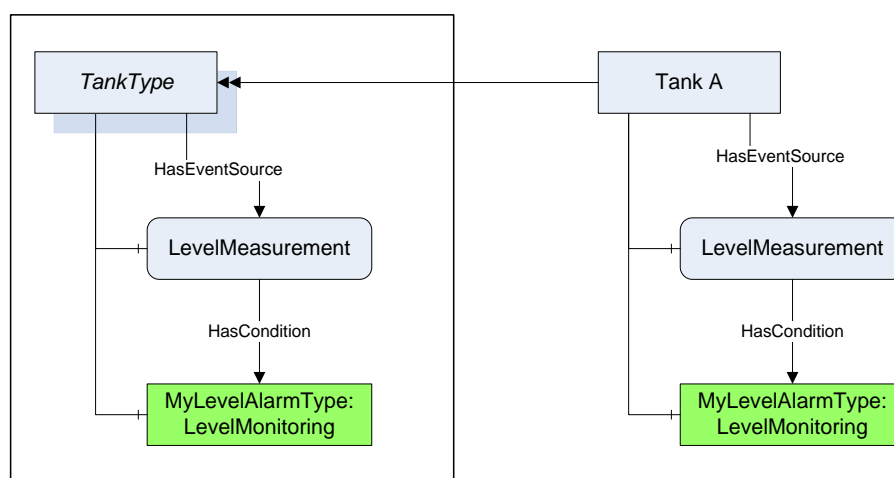 TankType
Tank A
HasEventSource
HasEventSource
LevelMeasurement
LevelMeasurement
HasCondition
HasCondition
MyLevelAlarmType:
LevelMonitoring
MyLevelAlarmType:
LevelMonitoring